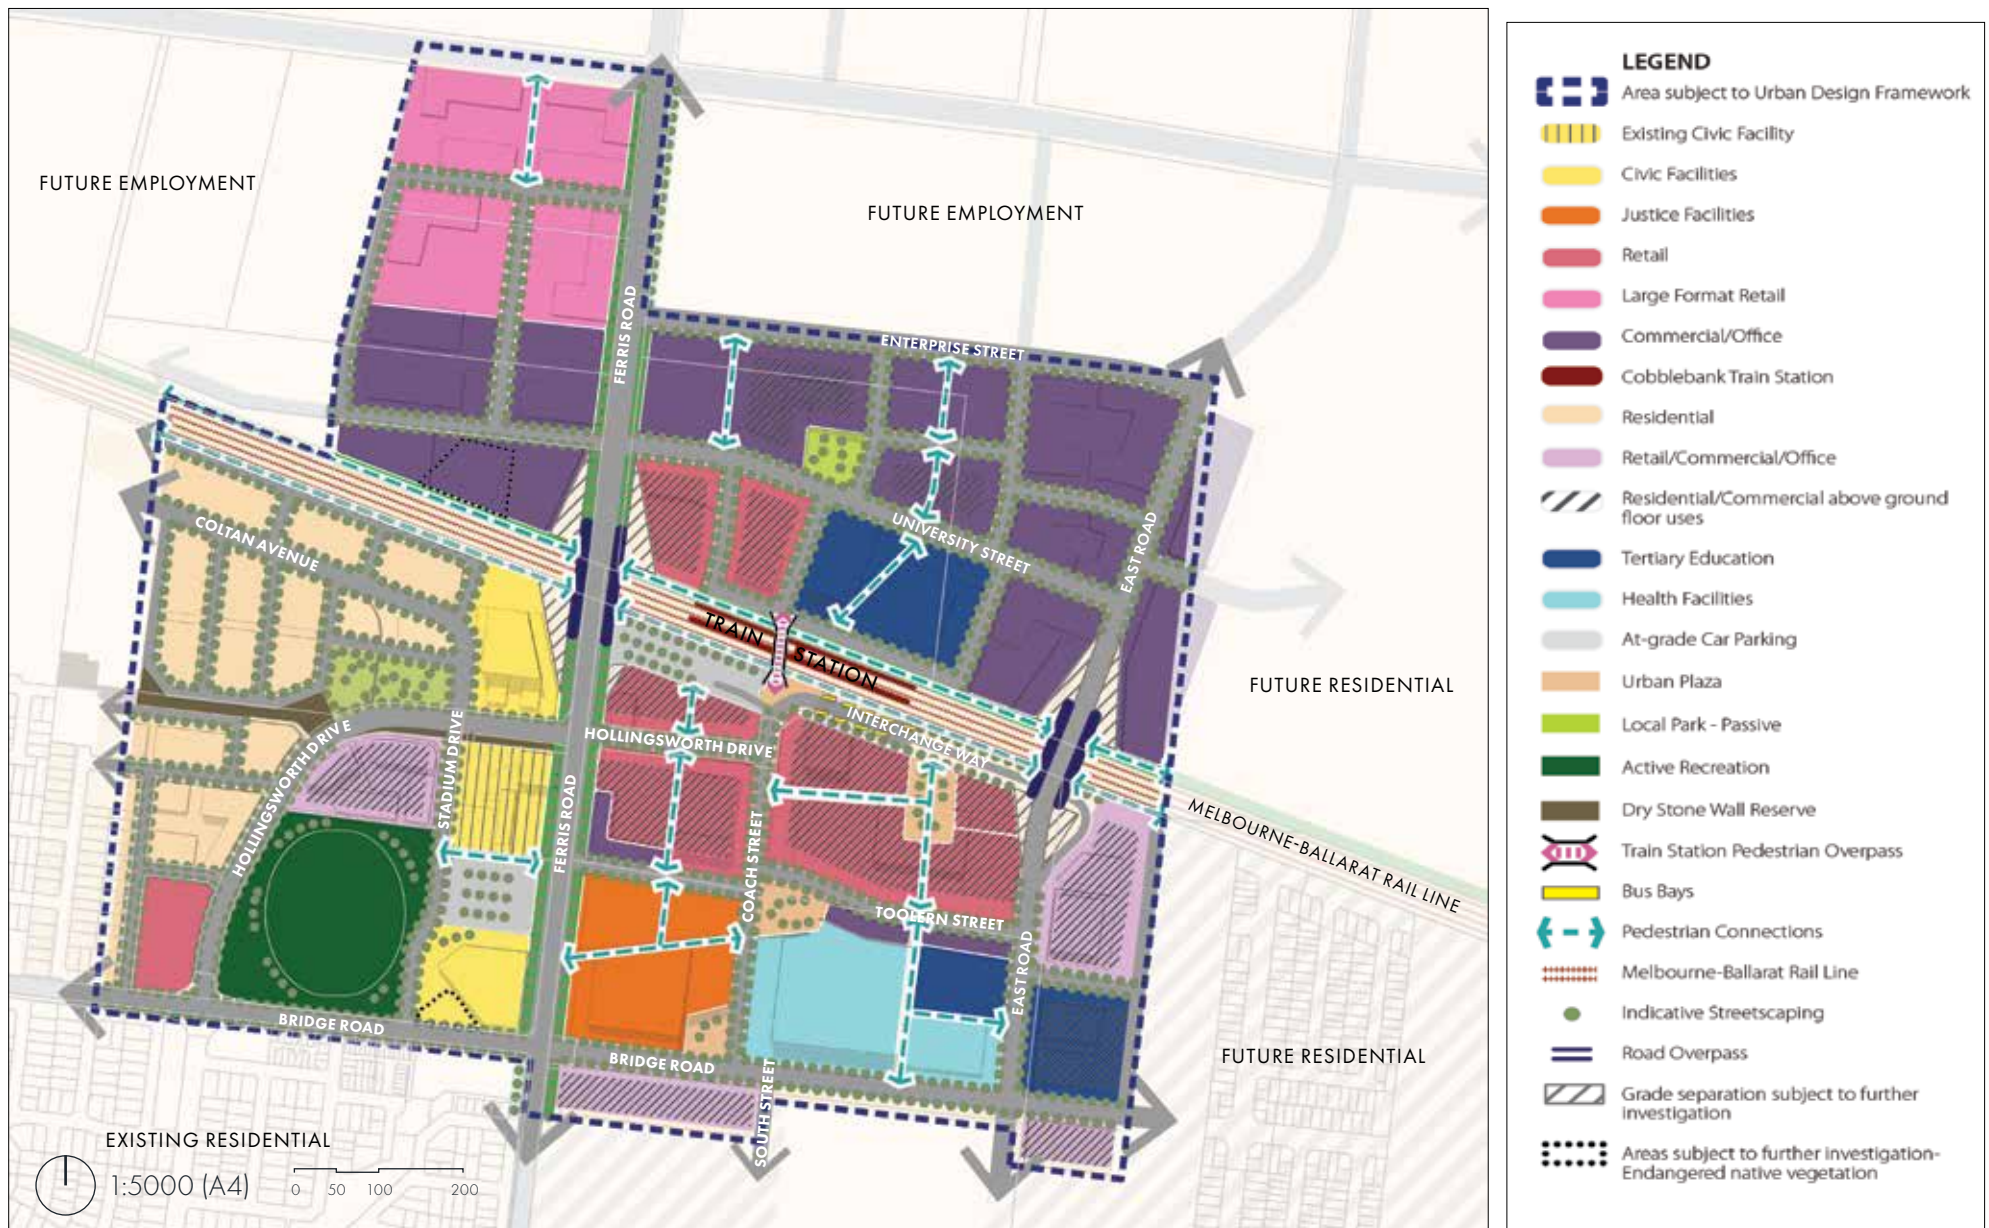 FUTURE EMPLOYMENT
FUTURE EMPLOYMENT
FERRIS ROAD
ENTERPRISE STREET
COLTAN AVENUE
UNIVERSITY STREET
EAST ROAD
TRAIN STATION
FUTURE RESIDENTIAL
HOLLINGSWORTH DRIVE
STADIUM DRIVE
HOLLINGSWORTH DRIVE
INTERCHANGE WAY
FERRIS ROAD
COACH STREET
TOOLERN STREET
MELBOURNE-BALLARAT RAIL LINE
EAST ROAD
BRIDGE ROAD
BRIDGE ROAD
SOUTH STREET
FUTURE RESIDENTIAL
EXISTING RESIDENTIAL
1:5000 (A4)
0 50 100 200
LEGEND
Area subject to Urban Design Framework
Existing Civic Facility
Civic Facilities
Justice Facilities
Retail
Large Format Retail
Commercial/Office
Cobblebank Train Station
Residential
Retail/Commercial/Office
Residential/Commercial above ground
floor uses
Tertiary Education
Health Facilities
At-grade Car Parking
Urban Plaza
Local Park - Passive
Active Recreation
Dry Stone Wall Reserve
Train Station Pedestrian Overpass
Bus Bays
Pedestrian Connections
Melbourne-Ballarat Rail Line
Indicative Streetscaping
Road Overpass
Grade separation subject to further
investigation
Areas subject to further investigation-
Endangered native vegetation